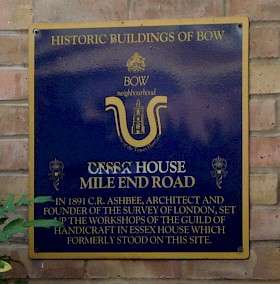 HISTORIC BUILDINGS OF BOW
BOW
neighbourhood
ESSEX HOUSE
MILE END ROAD
IN 1891 C.R. ASHBEE, ARCHITECT AND
FOUNDER OF THE SURVEY OF LONDON, SET
UP THE WORKSHOPS OF THE GUILD OF
HANDICRAFT IN ESSEX HOUSE WHICH
FORMERLY STOOD ON THIS SITE.